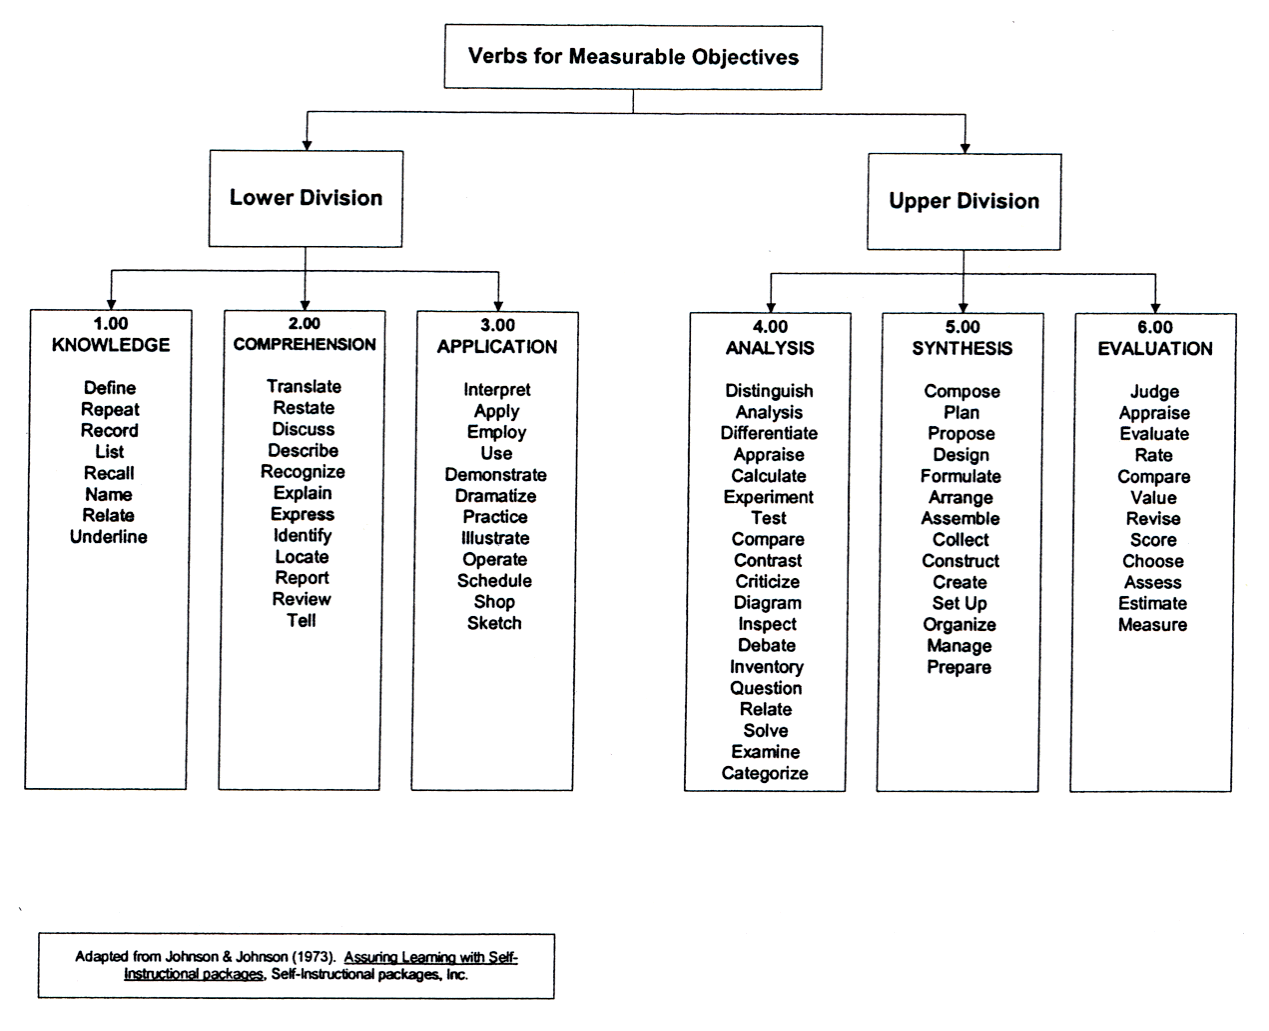 Verbs for Measurable Objectives
Lower Division
Upper Division
1.00
KNOWLEDGE
Define
Repeat
Record
List
Recall
Name
Relate
Underline
2.00
COMPREHENSION
Translate
Restate
Discuss
Describe
Recognize
Explain
Express
Identify
Locate
Report
Review
Tell
3.00
APPLICATION
Interpret
Apply
Employ
Use
Demonstrate
Dramatize
Practice
Illustrate
Operate
Schedule
Shop
Sketch
4.00
ANALYSIS
Distinguish
Analysis
Differentiate
Appraise
Calculate
Experiment
Test
Compare
Contrast
Criticize
Diagram
Inspect
Debate
Inventory
Question
Relate
Solve
Examine
Categorize
5.00
SYNTHESIS
Compose
Plan
Propose
Design
Formulate
Arrange
Assemble
Collect
Construct
Create
Set Up
Organize
Manage
Prepare
6.00
EVALUATION
Judge
Appraise
Evaluate
Rate
Compare
Value
Revise
Score
Choose
Assess
Estimate
Measure
Adapted from Johnson & Johnson (1973). Assuring Learning with Self-
Instructional packages, Self-Instructional packages, Inc.